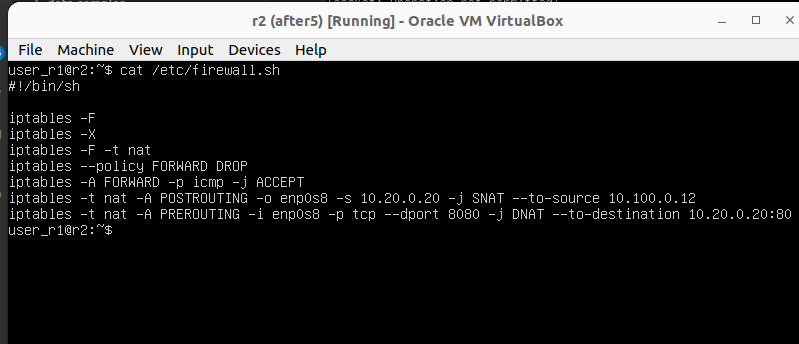 r2 (after5) [Running] - Oracle VM VirtualBox
File Machine View Input Devices Help
user_r1@r2:~$ cat /etc/firewall.sh
#!/bin/sh
iptables -F
iptables -X
iptables -F -t nat
iptables --policy FORWARD DROP
iptables -A FORWARD -p icmp -j ACCEPT
iptables -t nat -A POSTROUTING -o enp0s8 -s 10.20.0.20 -j SNAT --to-source 10.100.0.12
iptables -t nat -A PREROUTING -i enp0s8 -p tcp --dport 8080 -j DNAT --to-destination 10.20.0.20:80
user_r1@r2:~$